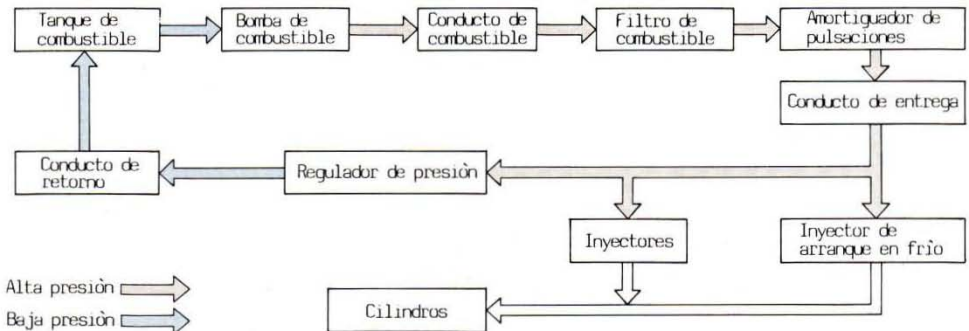 Tanque de
combustible
Bomba de
combustible
Conducto de
combustible
Filtro de
combustible
Amortiguador de
pulsaciones
Conducto de entrega
Conducto de
retorno
Regulador de presiòn
Inyectores
Inyector de
arranque en frìo
Cilindros
Alta presiòn
Baja presiòn